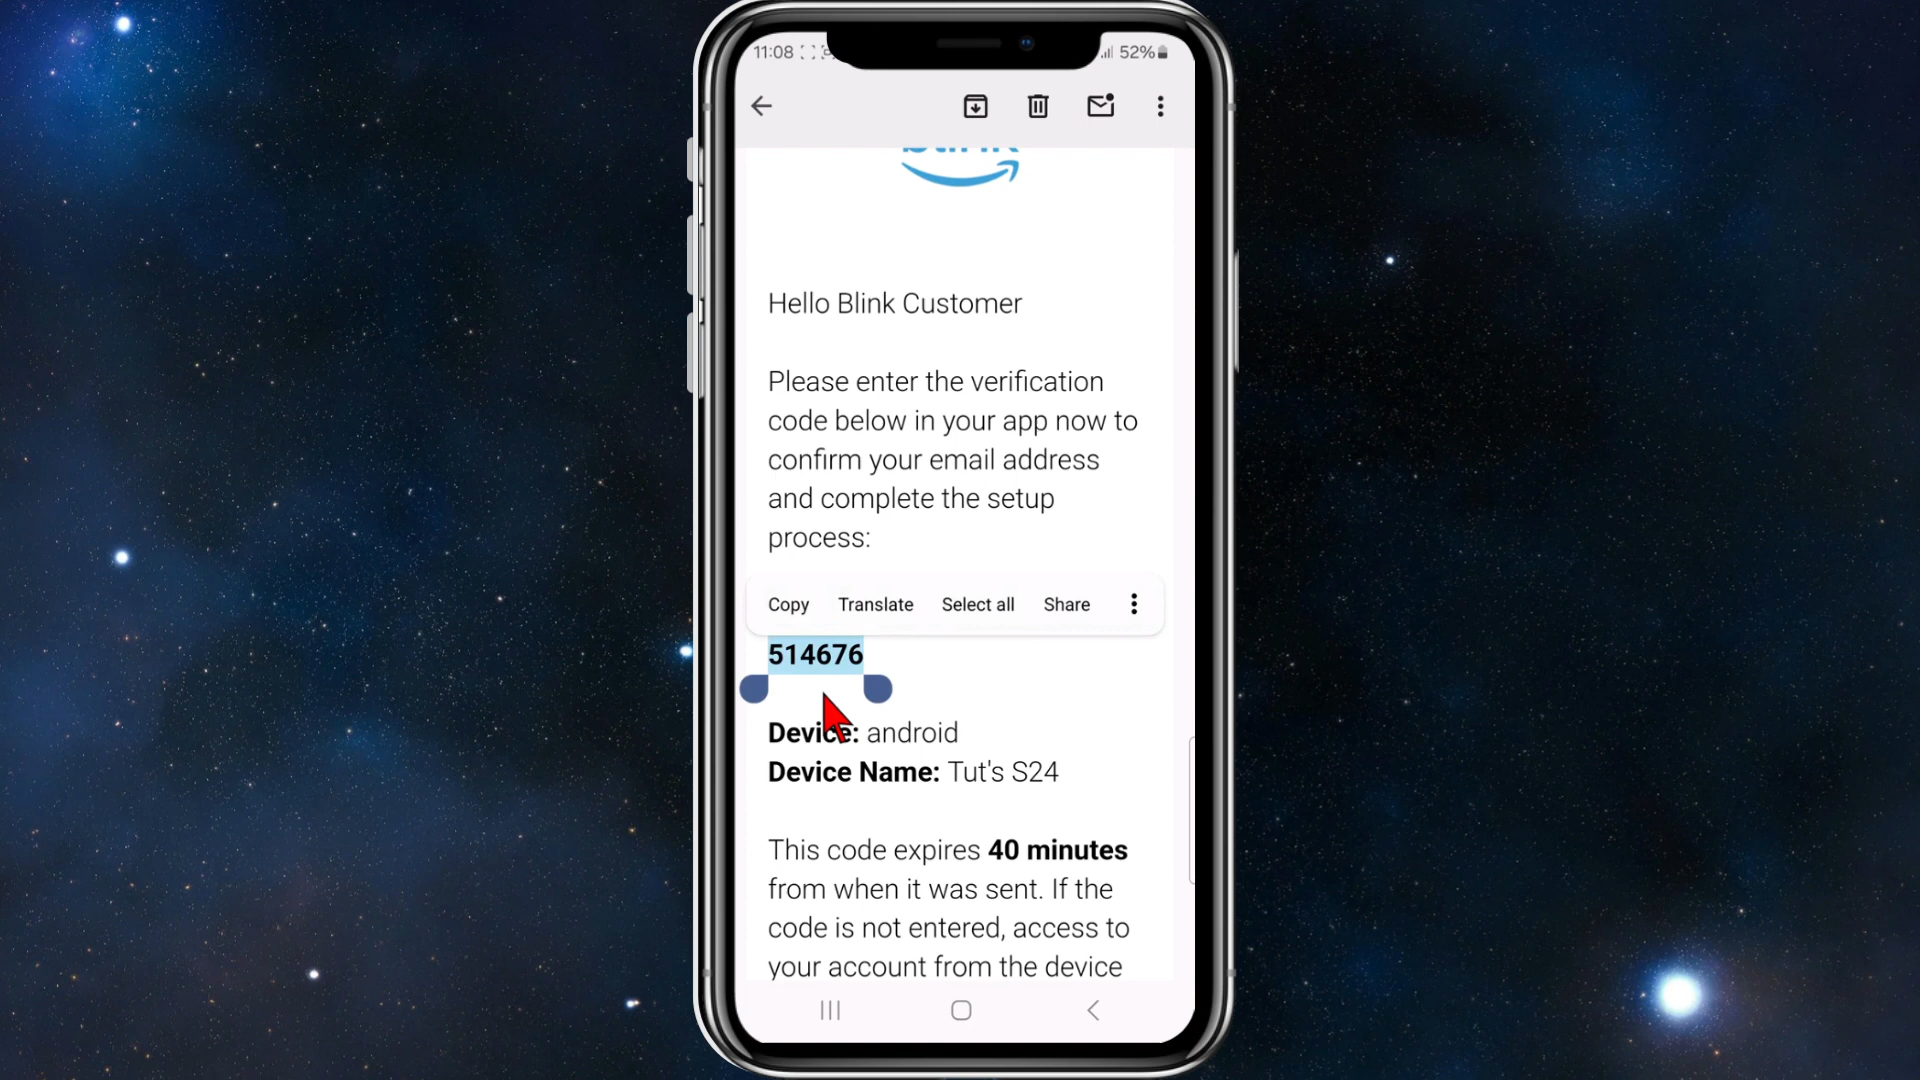 11:08 52%
Hello Blink Customer
Please enter the verification
code below in your app now to
confirm your email address
and complete the setup
process:
Copy Translate Select all Share
514676
Device: android
Device Name: Tut's S24
This code expires 40 minutes
from when it was sent. If the
code is not entered, access to
your account from the device